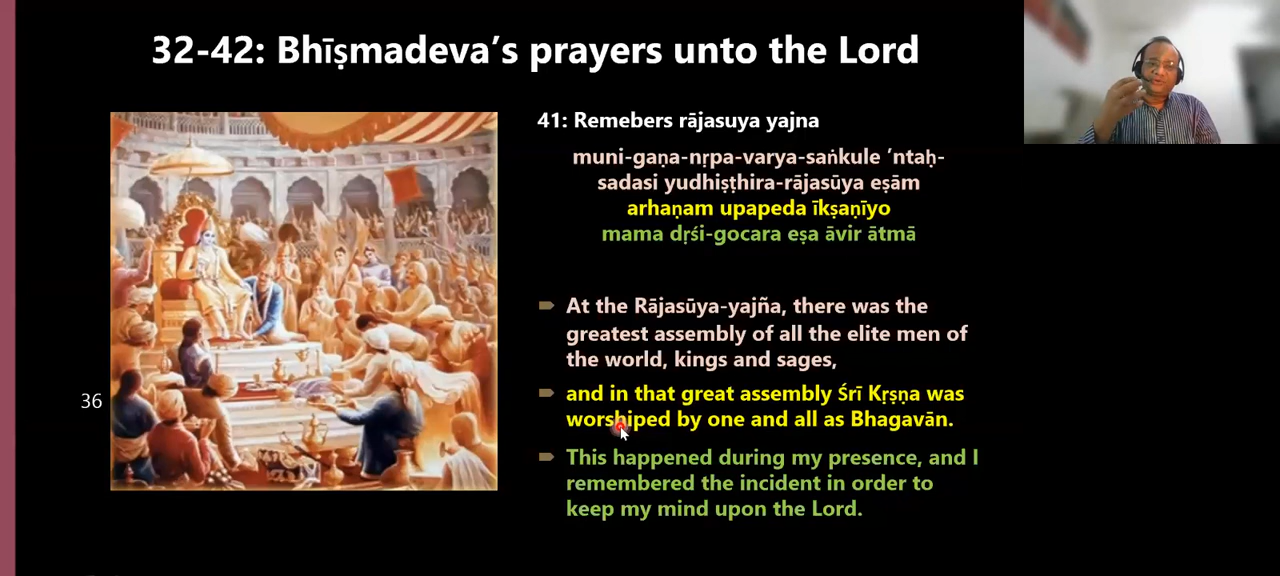 32-42: Bhīṣmadeva’s prayers unto the Lord
41: Remebers rājasuya yajna
muni-gaṇa-nṛpa-varya-saṅkule ’ntaḥ-
sadasi yudhiṣṭhira-rājasūya eṣām
arhaṇam upapeda īkṣaṇīyo
mama dṛśi-gocara eṣa āvir ātmā
At the Rājasūya-yajña, there was the
greatest assembly of all the elite men of
the world, kings and sages,
and in that great assembly Śrī Kṛṣṇa was
worshiped by one and all as Bhagavān.
This happened during my presence, and I
remembered the incident in order to
keep my mind upon the Lord.
36